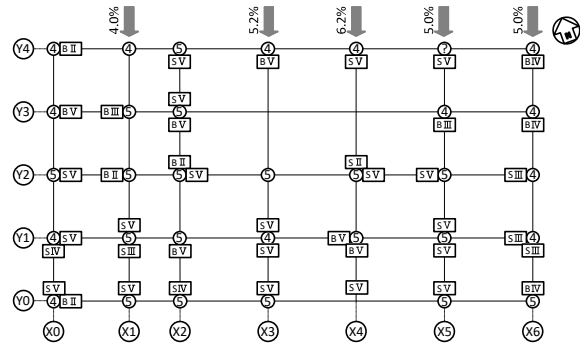 4.0% 5.2% 6.2% 5.0% 5.0%
Y4 4 BⅡ 4 5 4 4 ? 4
SⅤ BⅤ SⅤ SⅤ BⅣ
SⅤ
Y3 4 BⅤ BⅢ 5 5 4 4
BⅤ BⅢ BⅣ
BⅡ SⅡ
Y2 5 SⅤ BⅡ 5 5 SⅤ 5 5 SⅤ SⅤ 5 SⅢ 4
SⅤ SⅤ SⅤ
Y1 4 SⅤ 5 5 4 BⅤ 5 5 SⅢ 4
SⅣ SⅢ BⅤ SⅤ BⅤ SⅤ SⅢ
SⅤ SⅤ SⅣ SⅤ SⅤ SⅤ BⅣ
Y0 4 BⅡ 5 5 5 5 5
X0 X1 X2 X3 X4 X5 X6